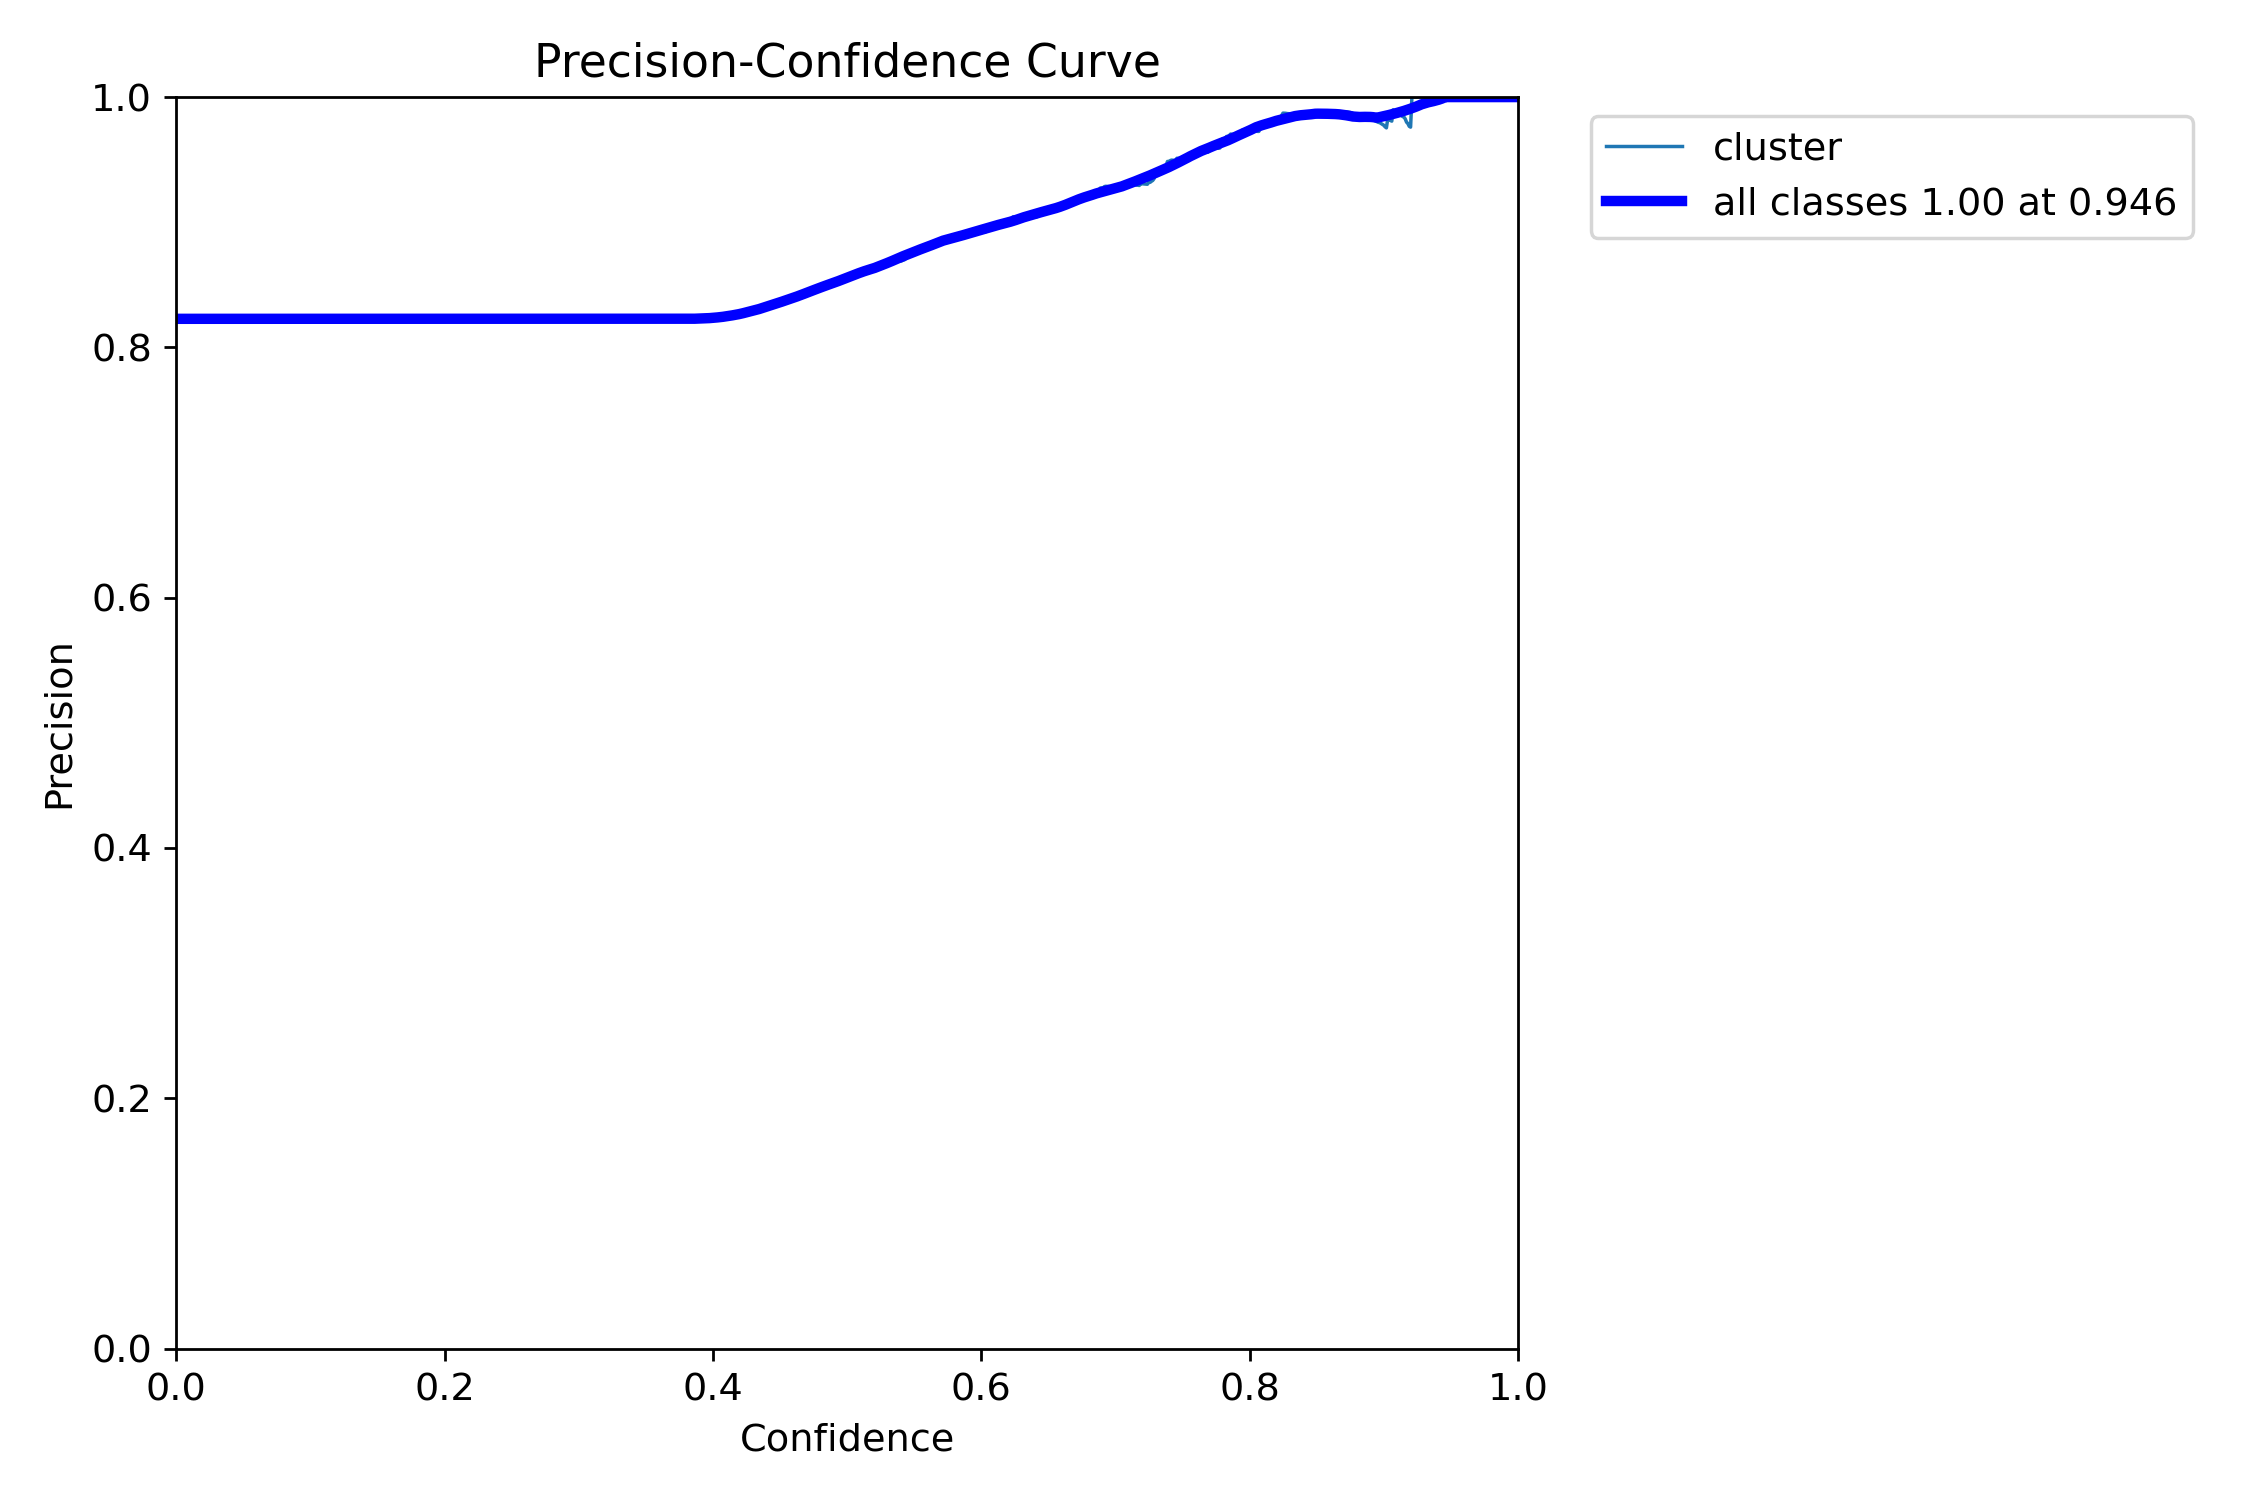 Precision-Confidence Curve
1.0
0.8
0.6
0.4
0.2
0.0
Precision
0.0 0.2 0.4 0.6 0.8 1.0
Confidence
cluster
all classes 1.00 at 0.946